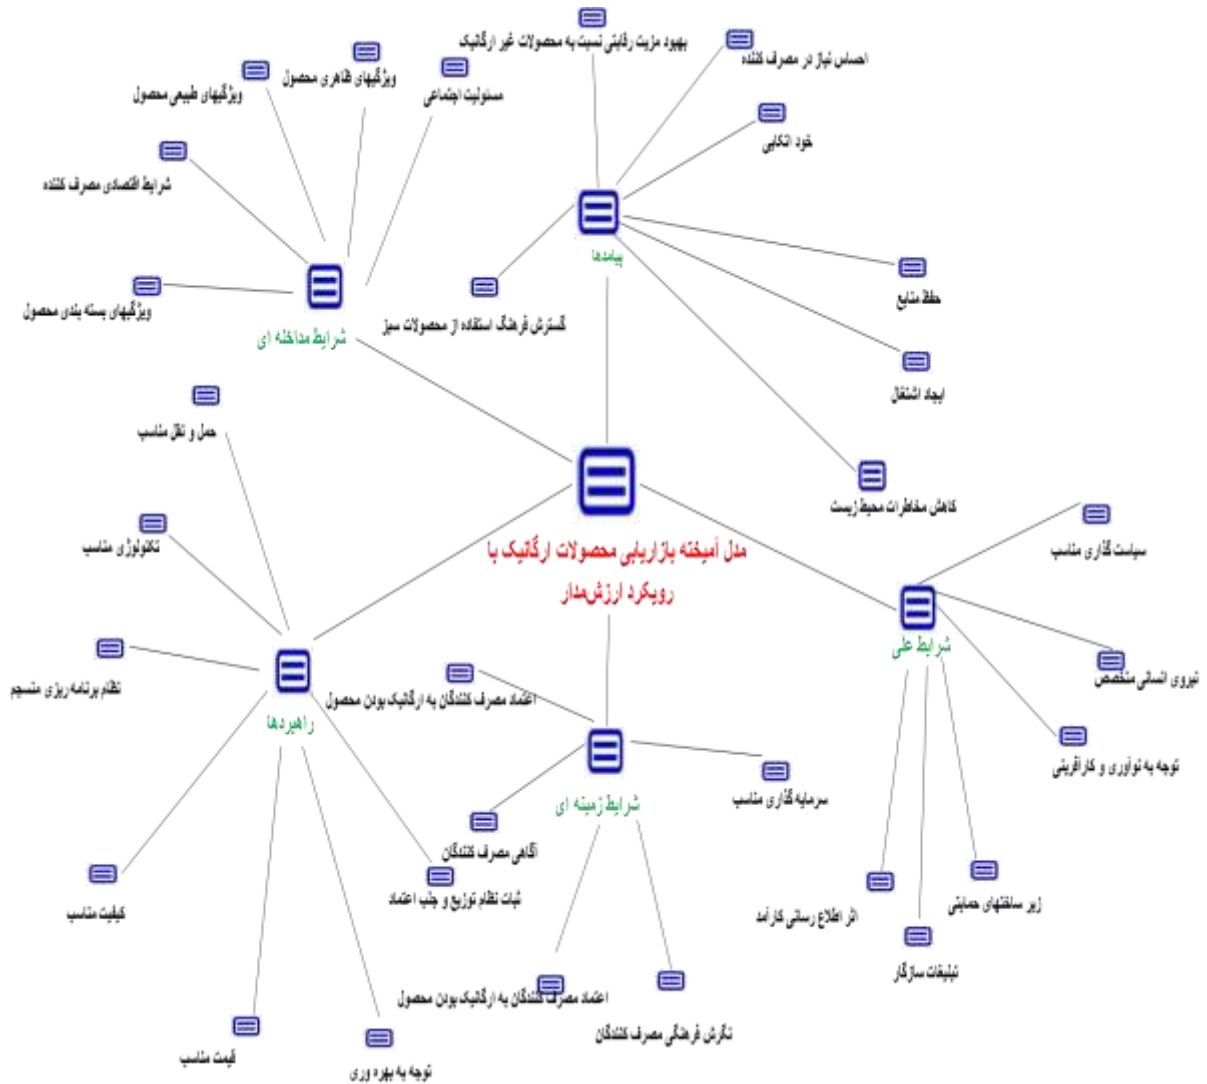 بهبود مزیت رقابتی نسبت به محصولات غیر ارگانیک
احساس نیاز در مصرف کننده
خود اتکایی
پیامدها
حفظ منابع
ایجاد اشتغال
کاهش مخاطرات محیط زیست
گسترش فرهنگ استفاده از محصولات سبز
مسئولیت اجتماعی
ویژگیهای ظاهری محصول
ویژگیهای طبیعی محصول
شرایط اقتصادی مصرف کننده
ویژگیهای بسته بندی محصول
شرایط مداخله ای
مدل آمیخته بازاریابی محصولات ارگانیک با
رویکرد ارزش‌مدار
سیاست گذاری مناسب
شرایط علی
نیروی انسانی متخصص
توجه به نوآوری و کارآفرینی
زیر ساختهای حمایتی
تبلیغات سازگار
اثر اطلاع رسانی کارآمد
اعتماد مصرف کنندگان به ارگانیک بودن محصول
سرمایه گذاری مناسب
شرایط زمینه ای
آگاهی مصرف کنندگان
اعتماد مصرف کنندگان به ارگانیک بودن محصول
نگرش فرهنگی مصرف کنندگان
حمل و نقل مناسب
تکنولوژی مناسب
نظام برنامه ریزی منسجم
راهبردها
کیفیت مناسب
ثبات نظام توزیع و جلب اعتماد
قیمت مناسب
توجه به بهره وری